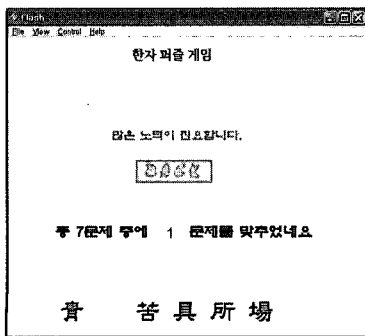 Flash
File View Control Help
한자 퍼즐 게임
많은 노력이 필요합니다.
총 7문제 중에 1 문제를 맞추었네요
苦具所場